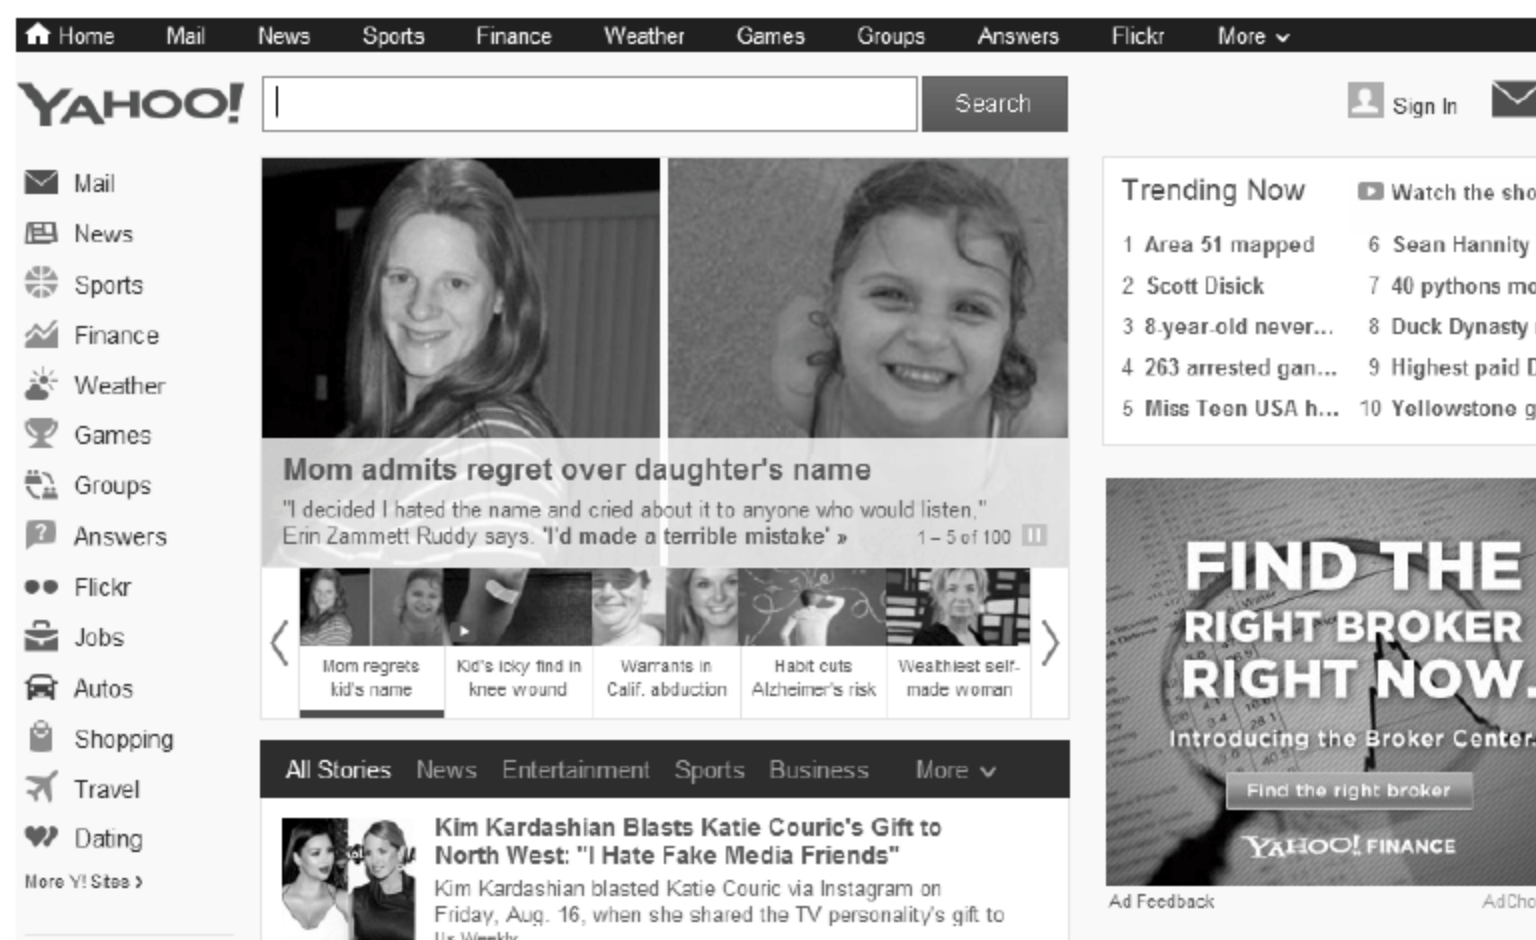 Home Mail News Sports Finance Weather Games Groups Answers Flickr More
YAHOO!
Search
Sign In
Mail
News
Sports
Finance
Weather
Games
Groups
Answers
Flickr
Jobs
Autos
Shopping
Travel
Dating
More Y! Sites >
Mom admits regret over daughter's name
"I decided I hated the name and cried about it to anyone who would listen,"
Erin Zammett Ruddy says. 'I'd made a terrible mistake' »
1 – 5 of 100
Mom regrets
kid's name
Kid's icky find in
knee wound
Warrants in
Calif. abduction
Habit cuts
Alzheimer's risk
Wealthiest self-
made woman
All Stories News Entertainment Sports Business More
Kim Kardashian Blasts Katie Couric's Gift to
North West: "I Hate Fake Media Friends"
Kim Kardashian blasted Katie Couric via Instagram on
Friday, Aug. 16, when she shared the TV personality's gift to
Us Weekly
Trending Now
Watch the sho
1 Area 51 mapped
2 Scott Disick
3 8-year-old never...
4 263 arrested gan...
5 Miss Teen USA h...
6 Sean Hannity
7 40 pythons mo
8 Duck Dynasty
9 Highest paid D
10 Yellowstone g
FIND THE
RIGHT BROKER
RIGHT NOW.
Introducing the Broker Center.
Find the right broker
YAHOO! FINANCE
Ad Feedback
AdCho